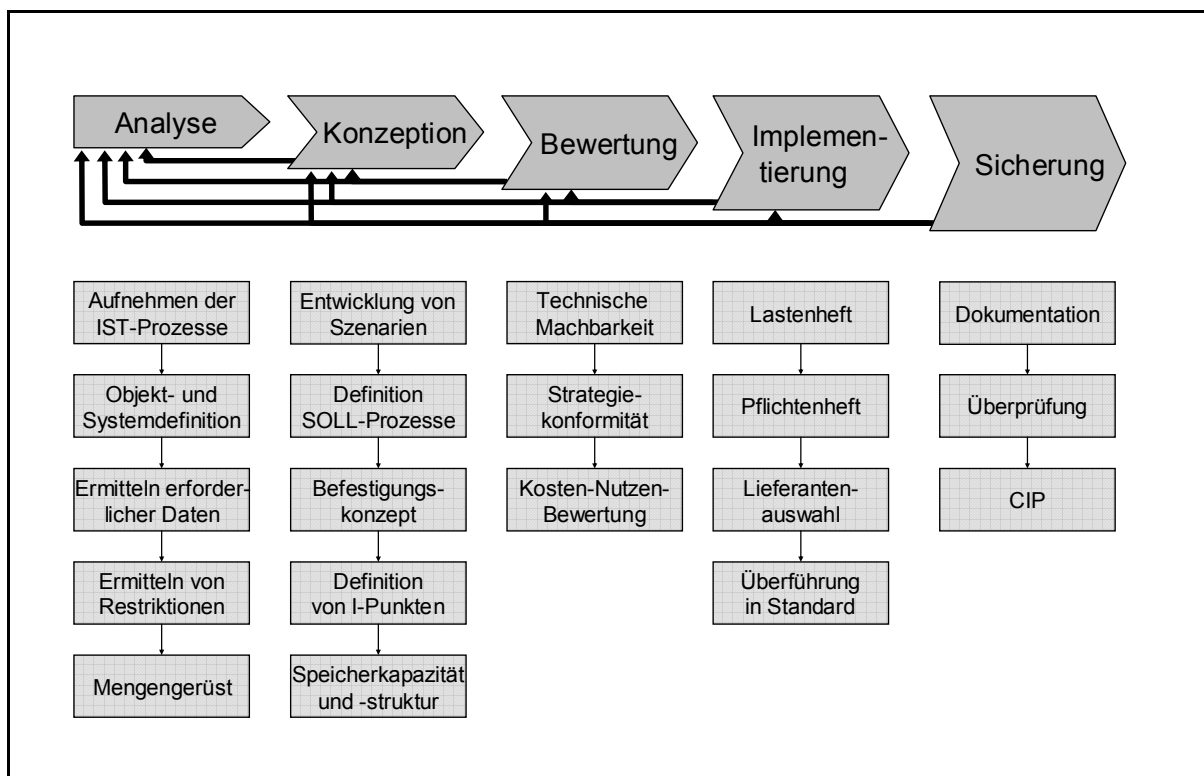 Analyse
Konzeption
Bewertung
Implemen-
tierung
Sicherung
Aufnehmen der
IST-Prozesse
Objekt- und
Systemdefinition
Ermitteln erforder-
licher Daten
Ermitteln von
Restriktionen
Mengengerüst
Entwicklung von
Szenarien
Definition
SOLL-Prozesse
Befestigungs-
konzept
Definition
von I-Punkten
Speicherkapazität
und -struktur
Technische
Machbarkeit
Strategie-
konformität
Kosten-Nutzen-
Bewertung
Lastenheft
Pflichtenheft
Lieferanten-
auswahl
Überführung
in Standard
Dokumentation
Überprüfung
CIP